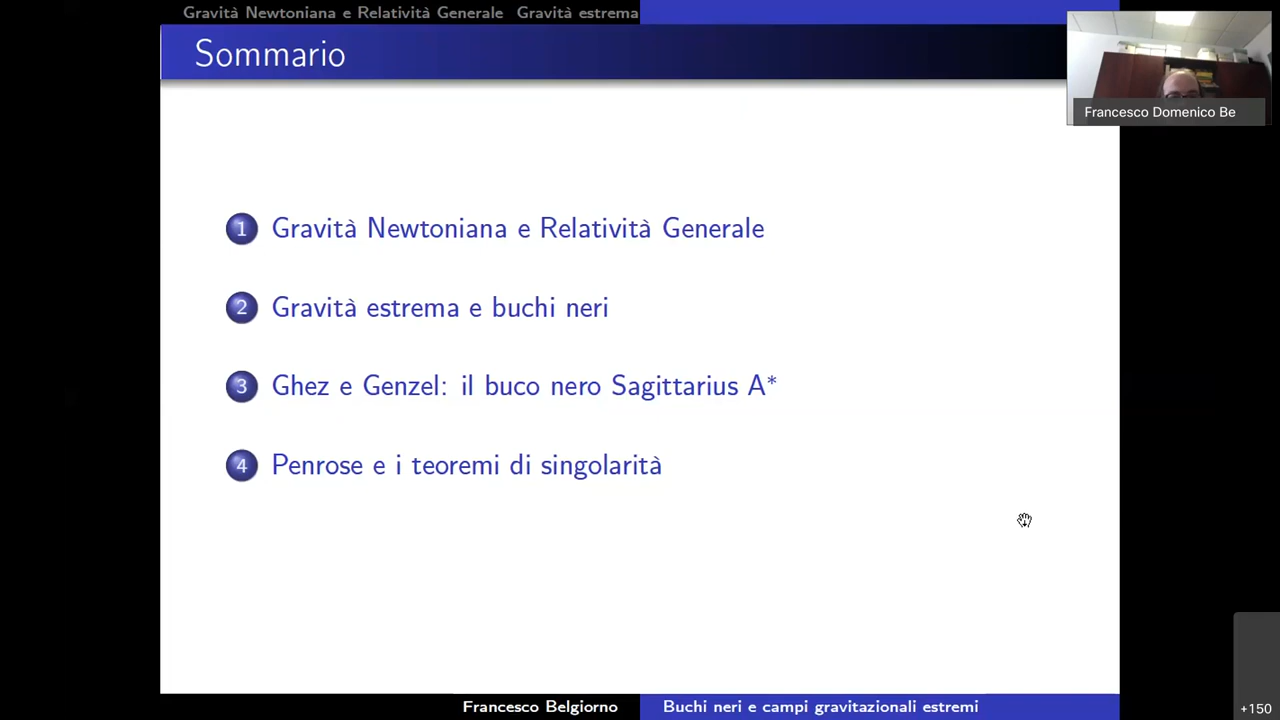 Gravità Newtoniana e Relatività Generale Gravità estrema
Sommario
Francesco Domenico Be
1 Gravità Newtoniana e Relatività Generale
2 Gravità estrema e buchi neri
3 Ghez e Genzel: il buco nero Sagittarius A*
4 Penrose e i teoremi di singolarità
Francesco Belgiorno Buchi neri e campi gravitazionali estremi
+150